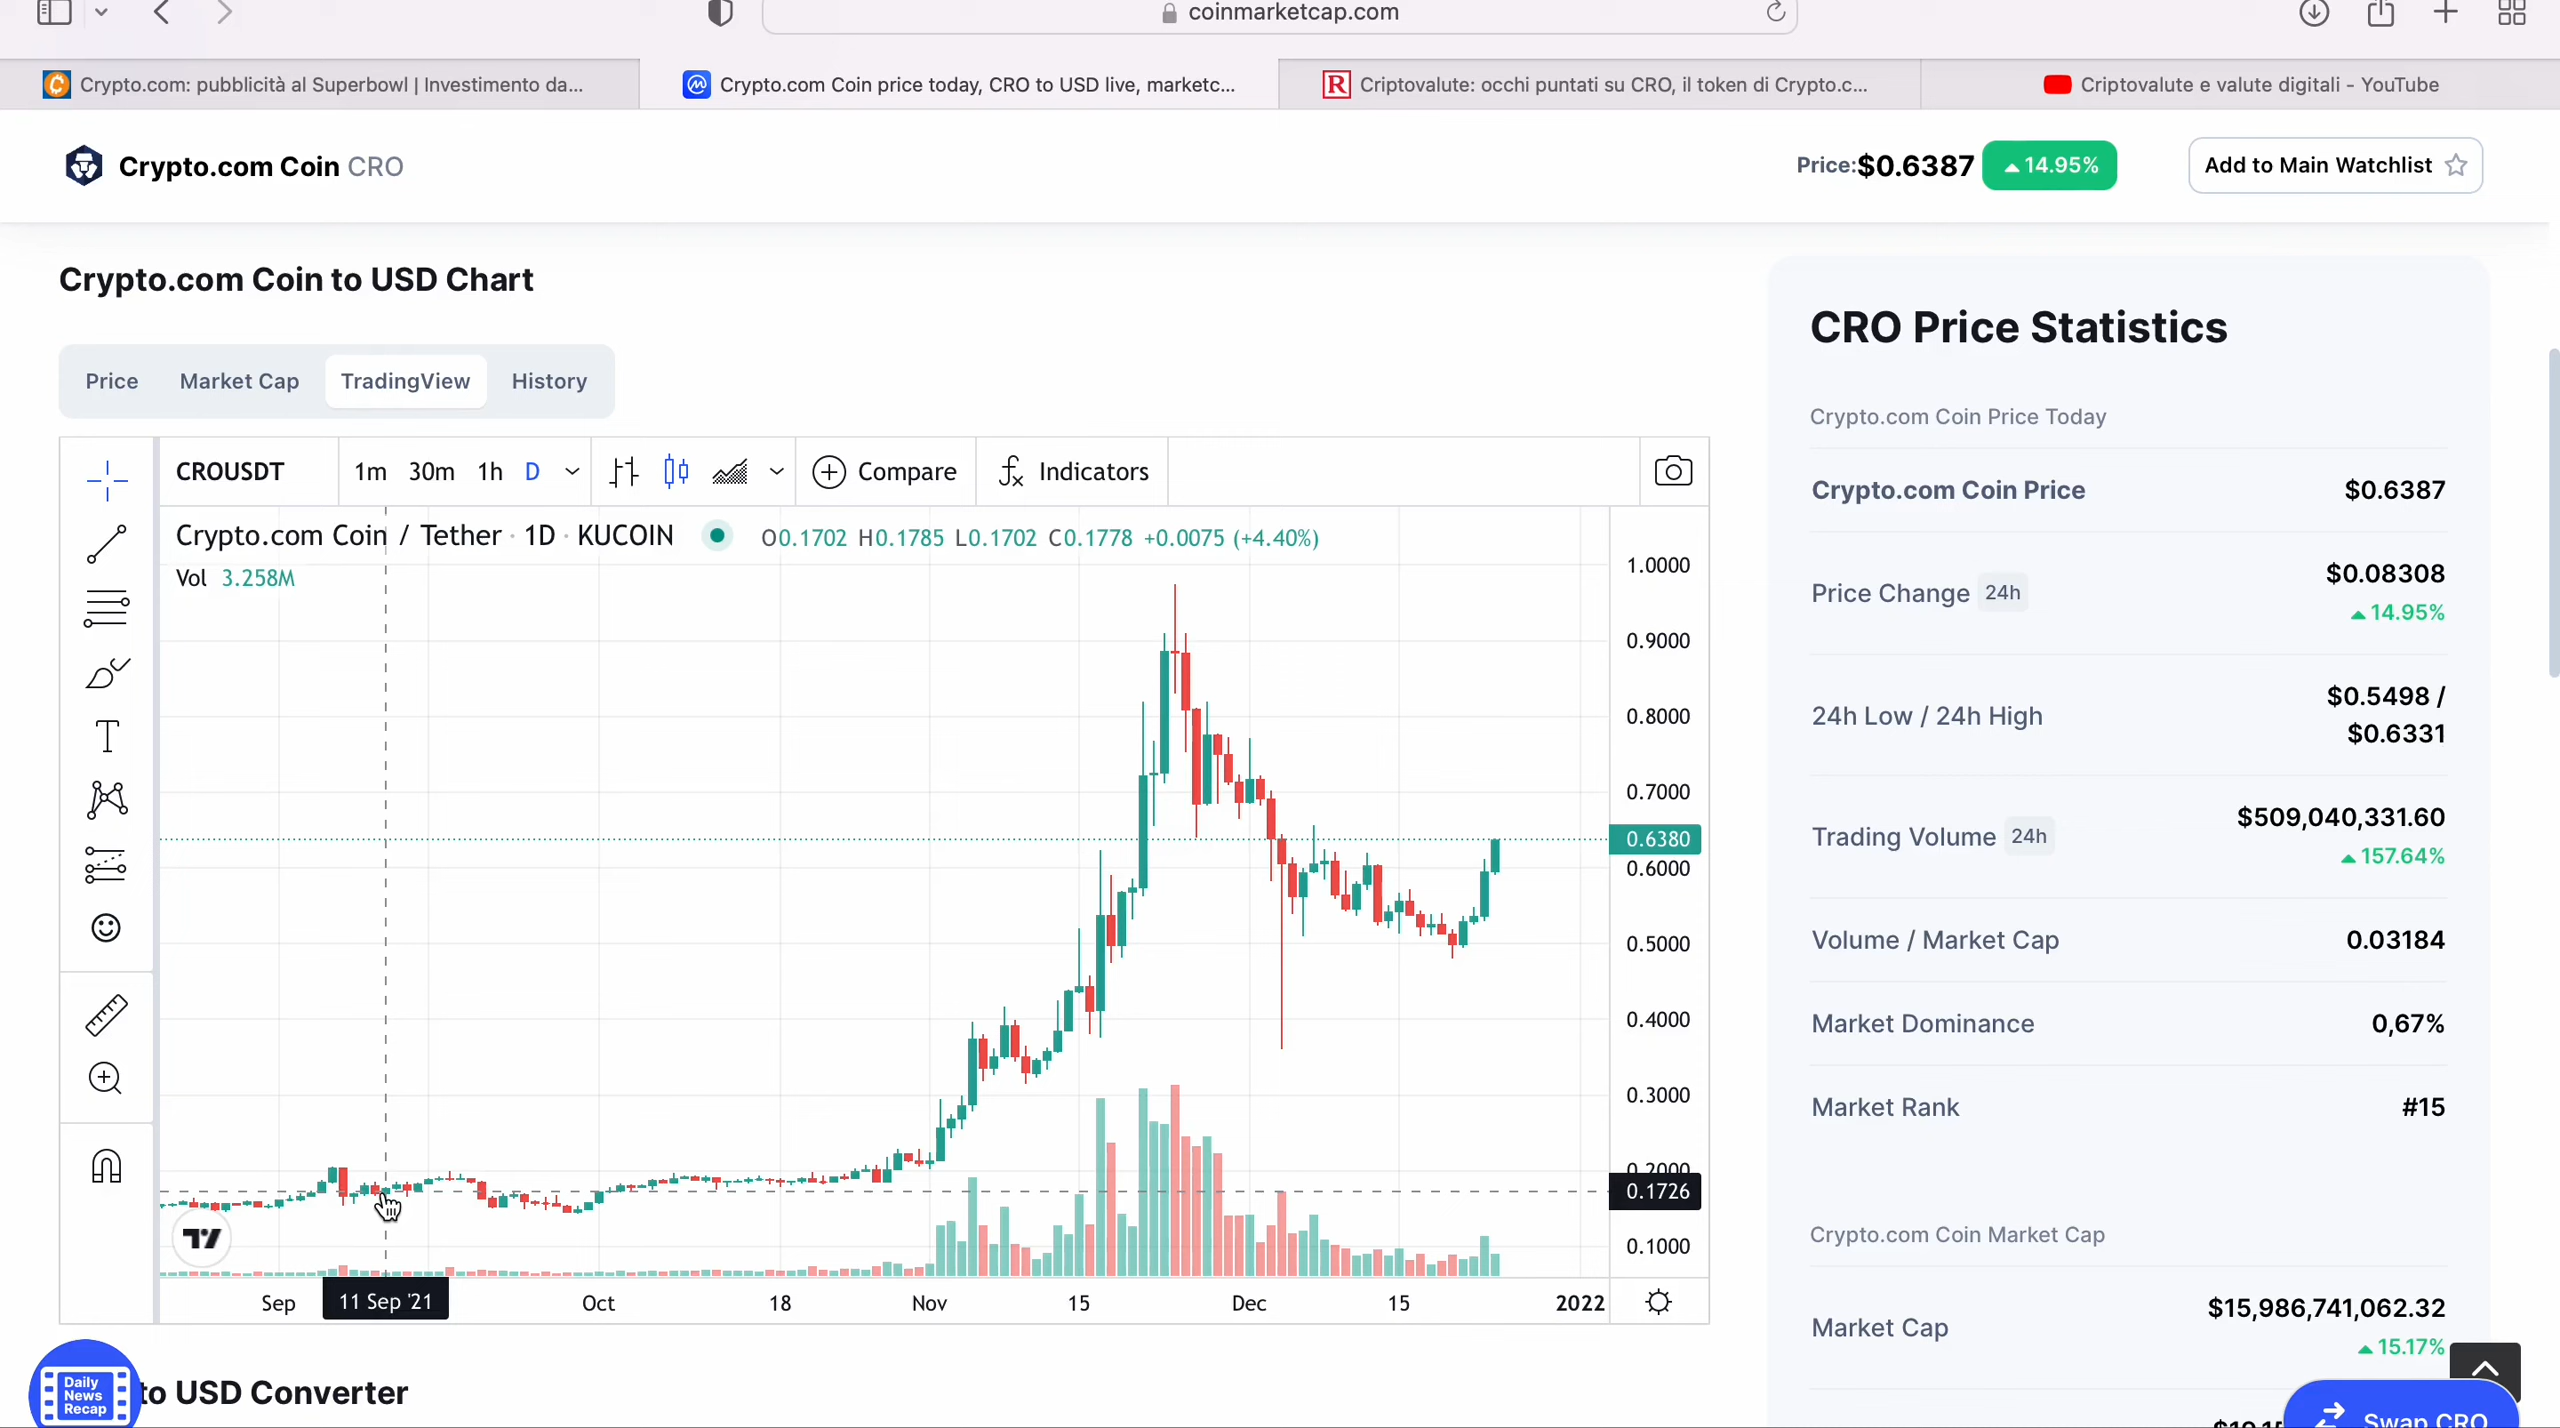 coinmarketcap.com
Crypto.com: pubblicità al Superbowl | Investimento da...
Crypto.com Coin price today, CRO to USD live, marketc...
Criptovalute: occhi puntati su CRO, il token di Crypto.c...
Criptovalute e valute digitali - YouTube
Crypto.com Coin CRO
Price:$0.6387 14.95%
Add to Main Watchlist
Crypto.com Coin to USD Chart
Price Market Cap TradingView History
CROUSDT 1m 30m 1h D Compare Indicators
Crypto.com Coin / Tether · 1D · KUCOIN O0.1702 H0.1785 L0.1702 C0.1778 +0.0075 (+4.40%)
Vol 3.258M
1.0000
0.9000
0.8000
0.7000
0.6380
0.6000
0.5000
0.4000
0.3000
0.2000
0.1726
0.1000
Sep 11 Sep '21 Oct 18 Nov 15 Dec 15 2022
CRO Price Statistics
Crypto.com Coin Price Today
Crypto.com Coin Price $0.6387
Price Change 24h $0.08308
14.95%
24h Low / 24h High $0.5498 /
$0.6331
Trading Volume 24h $509,040,331.60
157.64%
Volume / Market Cap 0.03184
Market Dominance 0,67%
Market Rank #15
Crypto.com Coin Market Cap
Market Cap $15,986,741,062.32
15.17%
Swap CRO
Daily
News
Recap
to USD Converter